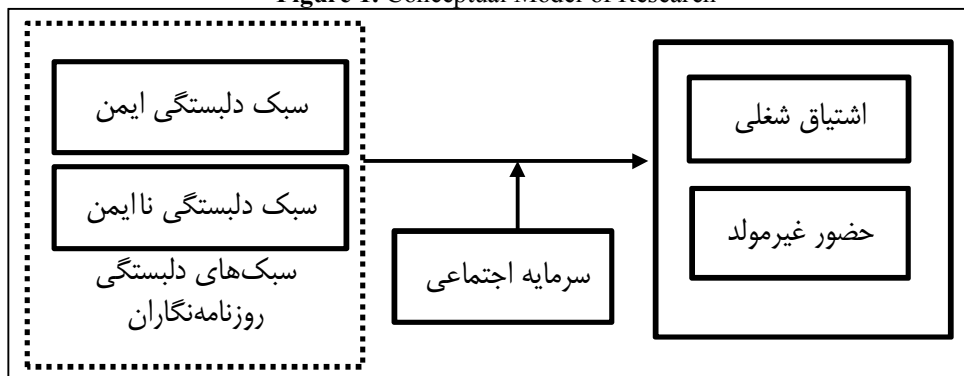 Figure 1. Conceptual Model of Research
سبک دلبستگی ایمن
سبک دلبستگی ناایمن
سبک‌های دلبستگی
روزنامه‌نگاران
سرمایه اجتماعی
اشتیاق شغلی
حضور غیرمولد